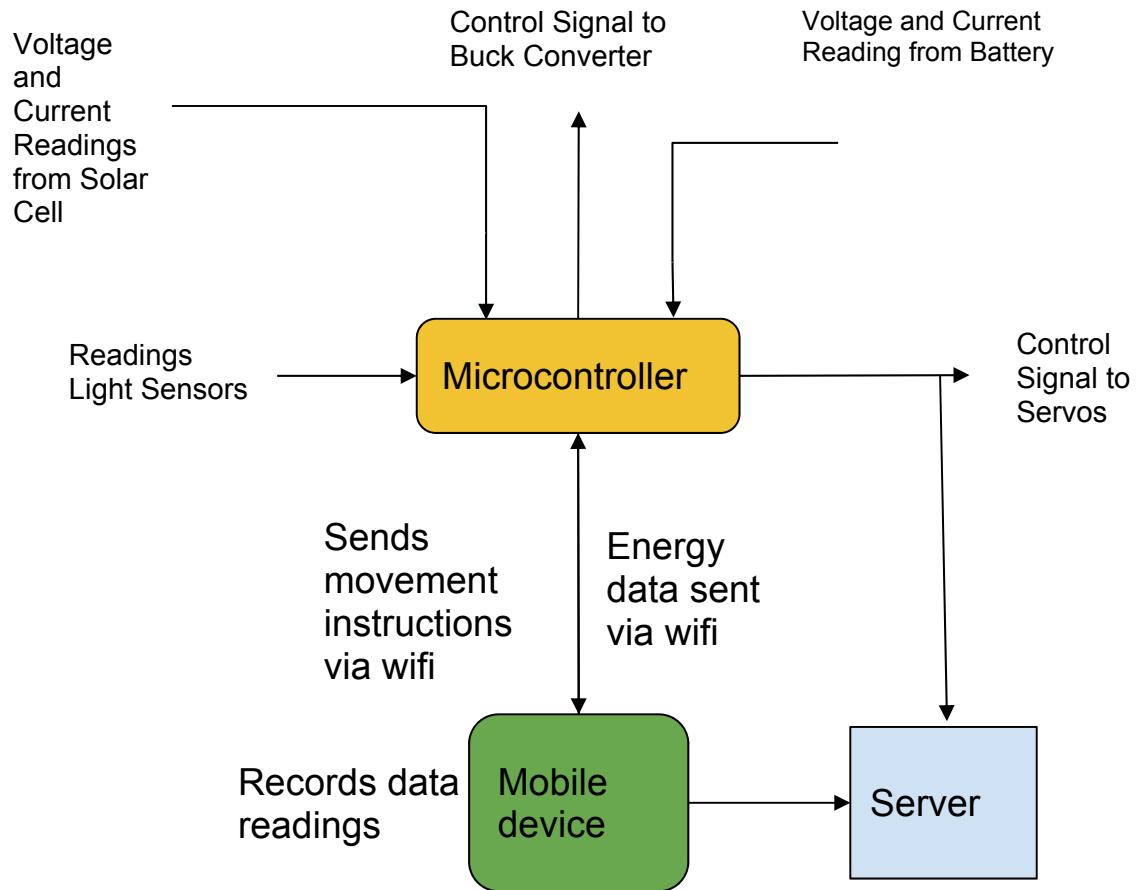 Voltage
and
Current
Readings
from Solar
Cell
Control Signal to
Buck Converter
Voltage and Current
Reading from Battery
Readings
Light Sensors
Microcontroller
Control
Signal to
Servos
Sends
movement
instructions
via wifi
Energy
data sent
via wifi
Records data
readings
Mobile
device
Server